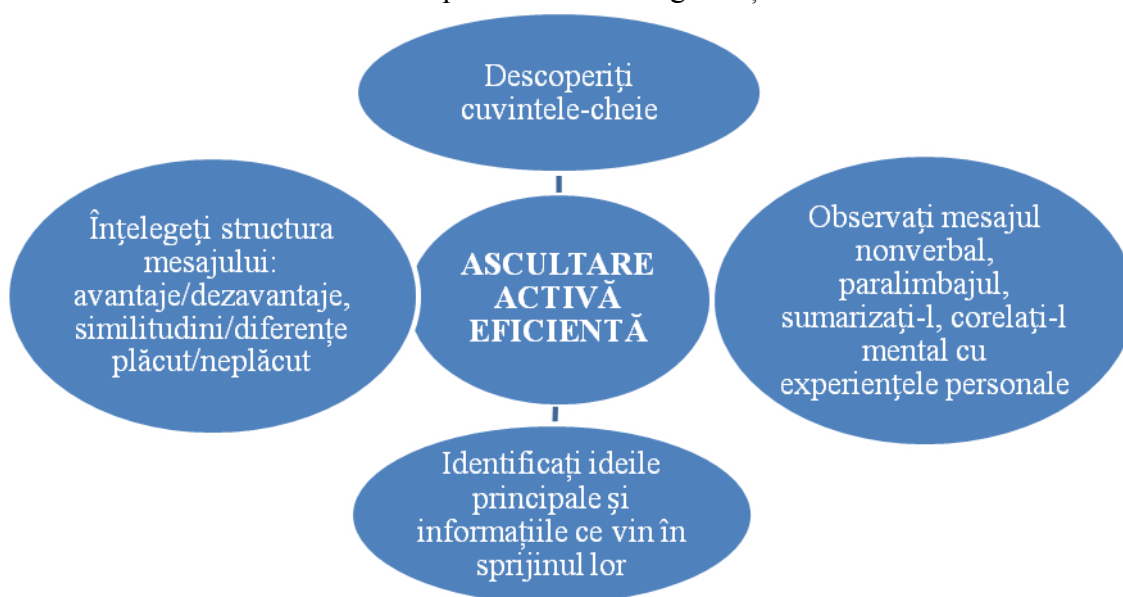 Descoperiți
cuvintele-cheie
Înțelegeți structura
mesajului:
avantaje/dezavantaje,
similitudini/diferențe
plăcut/neplăcut
ASCULTARE
ACTIVĂ
EFICIENTĂ
Observați mesajul
nonverbal,
paralimbajul,
sumarizați-l, corelați-l
mental cu
experiențele personale
Identificați ideile
principale și
informațiile ce vin în
sprijinul lor